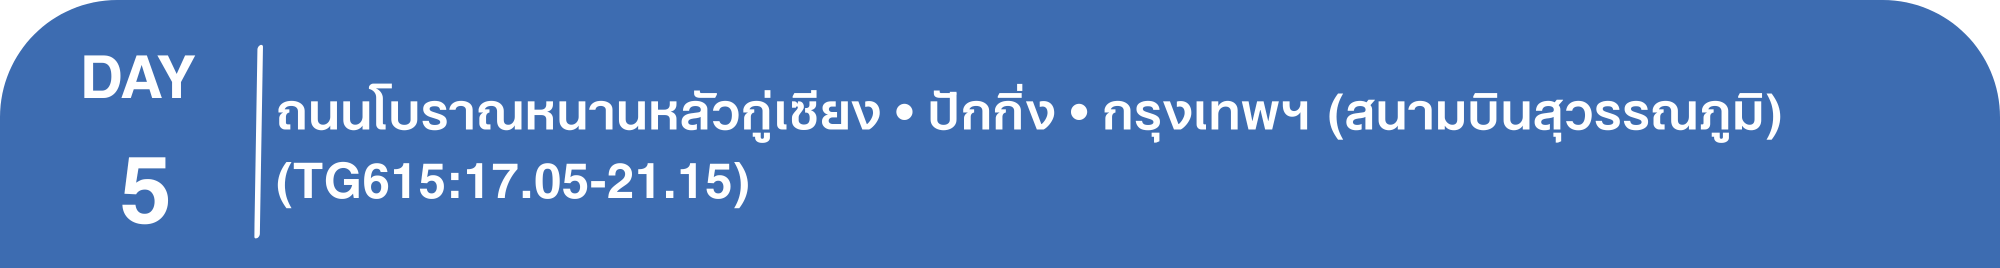 DAY
5
ถนนโบราณหนานหลัวกู่เซียง • ปักกิ่ง • กรุงเทพฯ (สนามบินสุวรรณภูมิ)
(TG615:17.05-21.15)